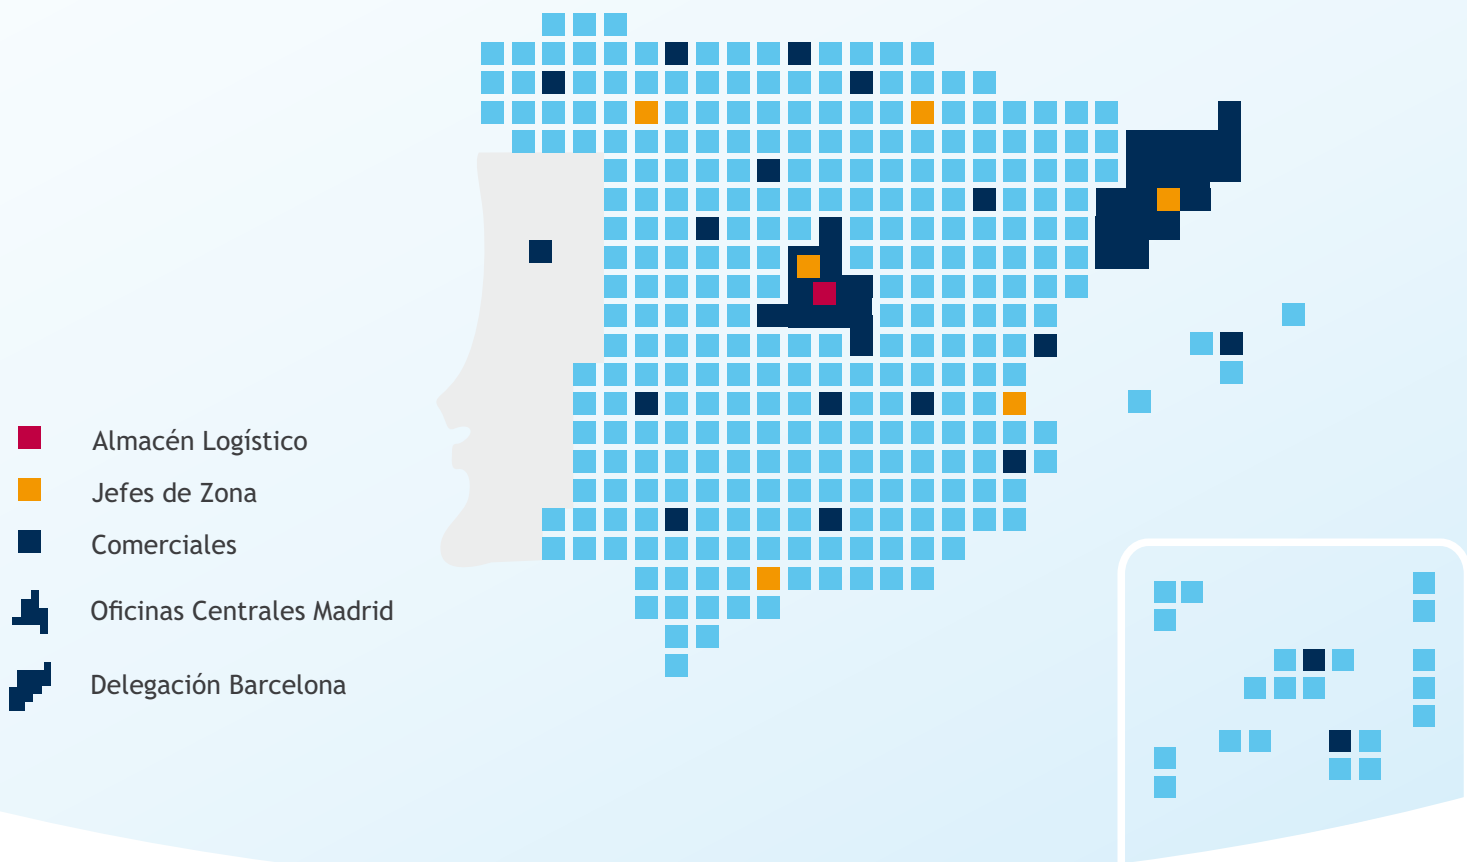 Almacén Logístico
Jefes de Zona
Comerciales
Oficinas Centrales Madrid
Delegación Barcelona